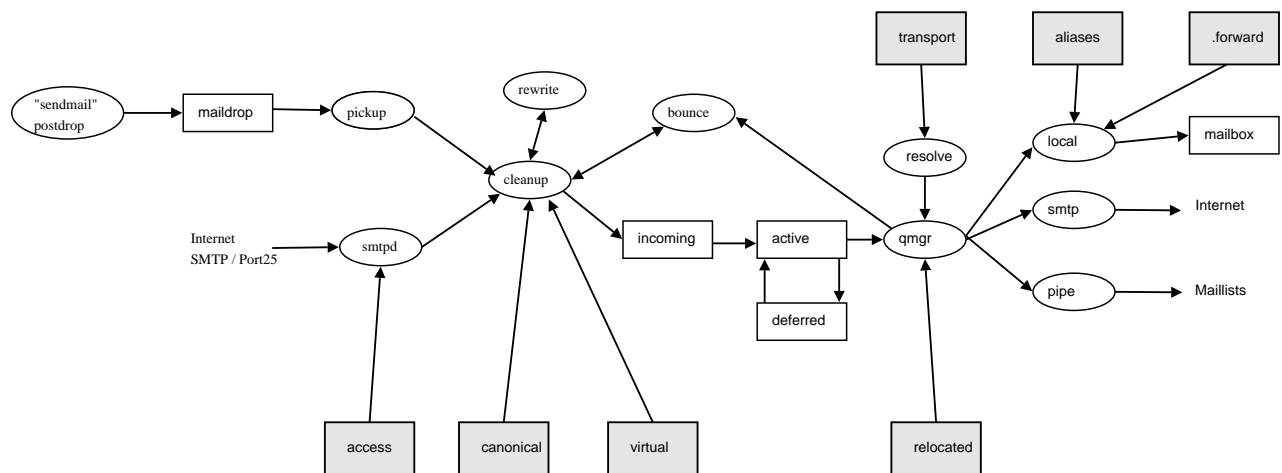 transport
aliases
.forward
"sendmail"
postdrop
maildrop
pickup
rewrite
bounce
local
mailbox
resolve
cleanup
smtp
Internet
Internet
SMTP / Port25
smtpd
incoming
active
qmgr
pipe
Maillists
deferred
access
canonical
virtual
relocated